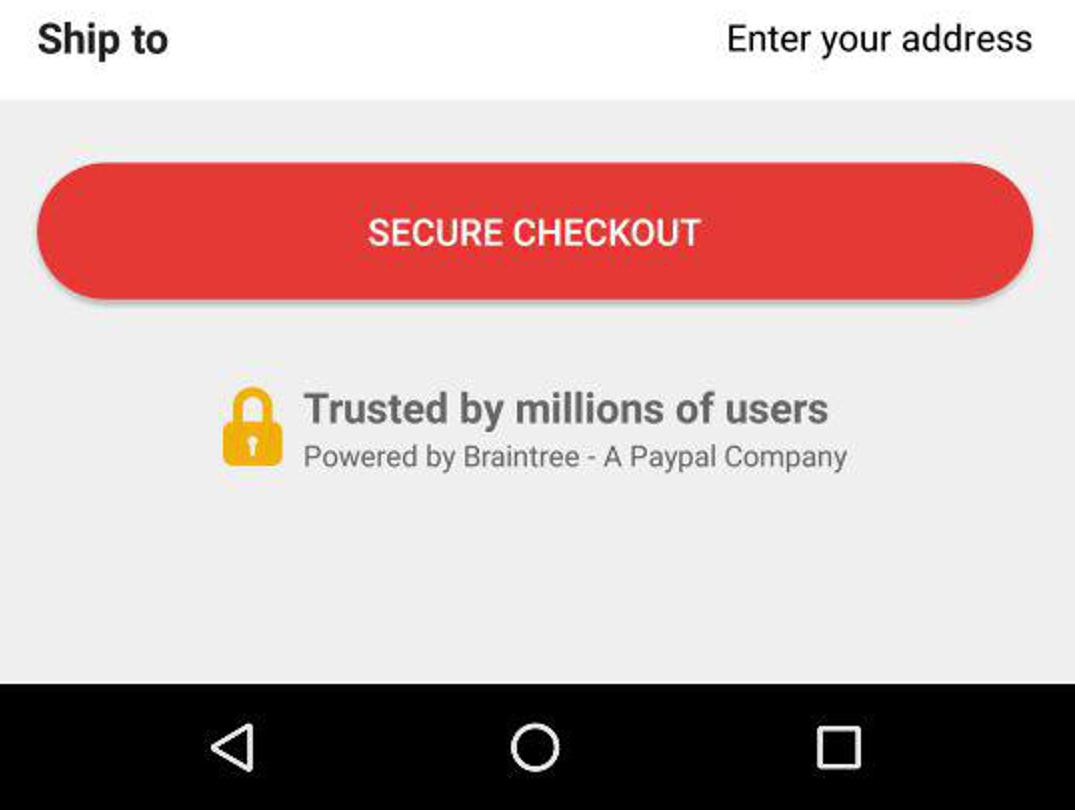 Ship to Enter your address
SECURE CHECKOUT
Trusted by millions of users
Powered by Braintree - A Paypal Company